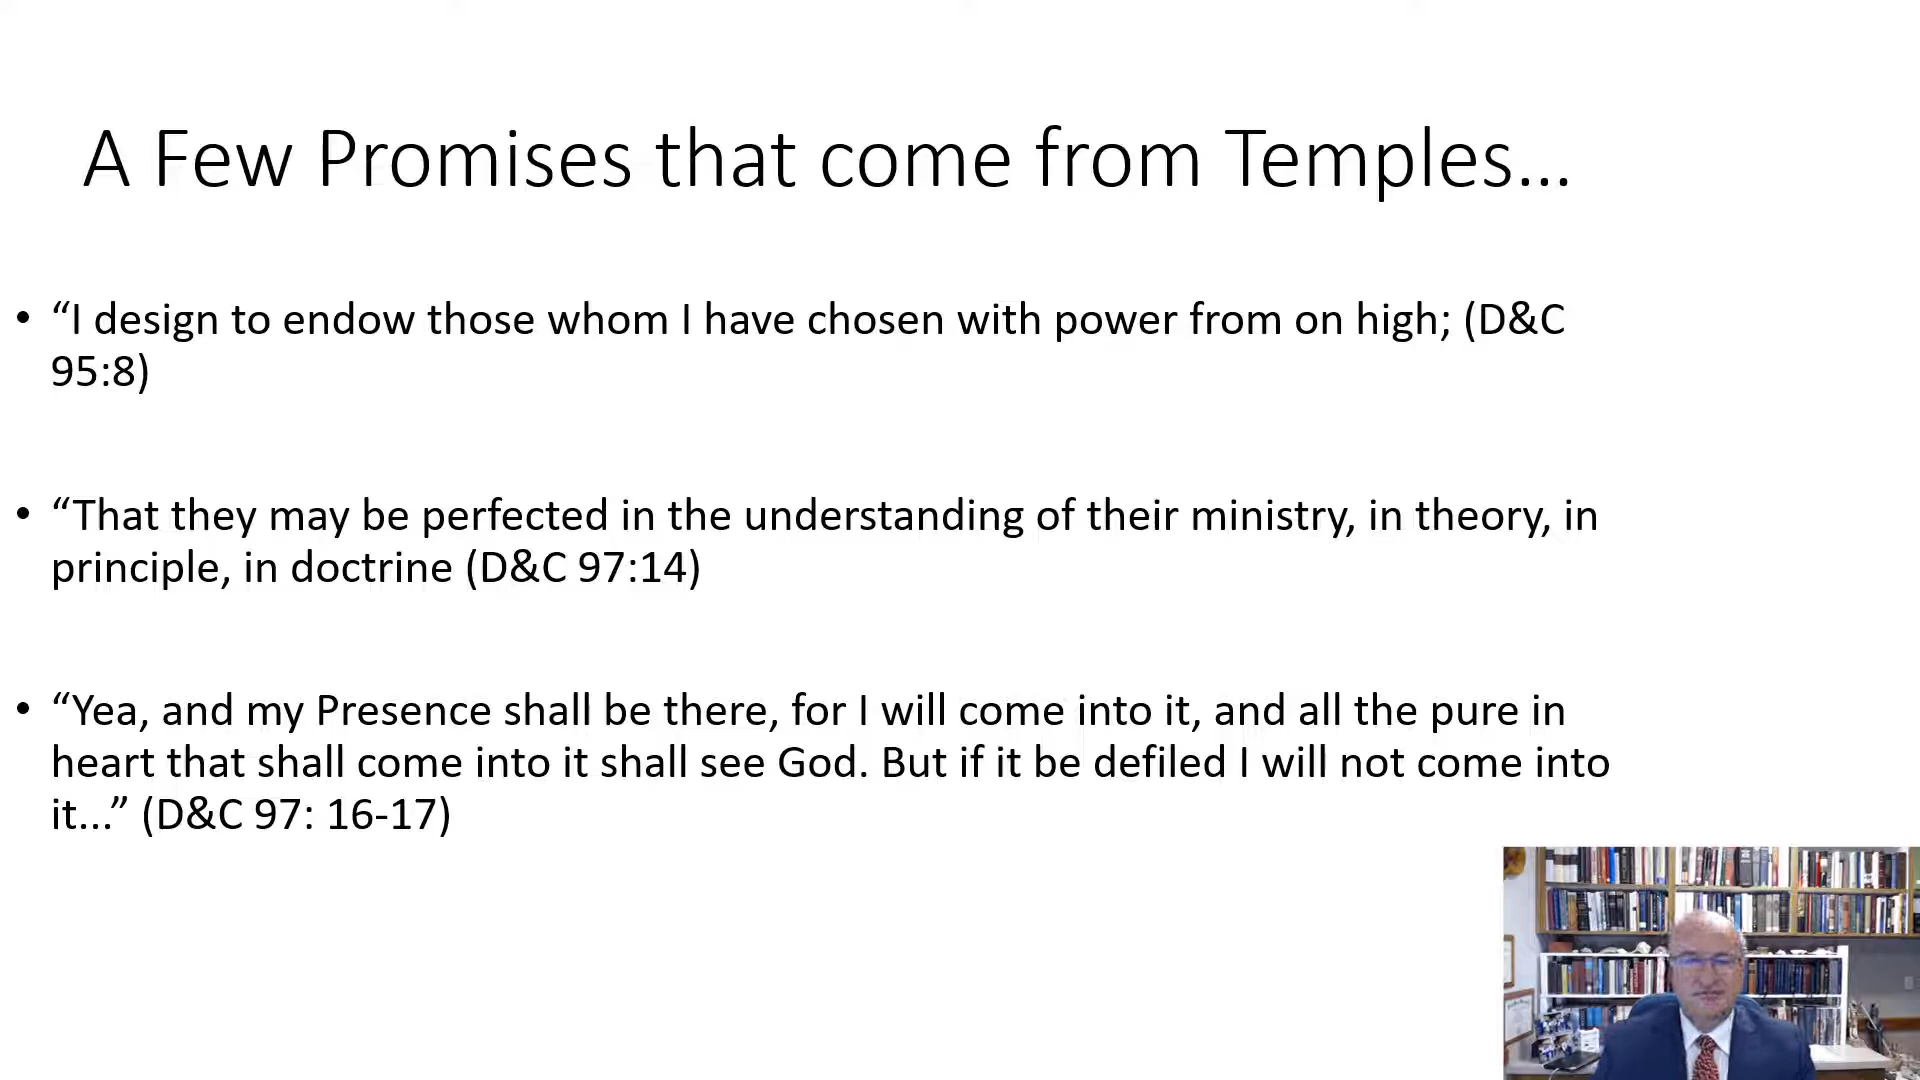 A Few Promises that come from Temples...
• “I design to endow those whom I have chosen with power from on high; (D&C
95:8)
• “That they may be perfected in the understanding of their ministry, in theory, in
principle, in doctrine (D&C 97:14)
• “Yea, and my Presence shall be there, for I will come into it, and all the pure in
heart that shall come into it shall see God. But if it be defiled I will not come into
it...” (D&C 97: 16-17)